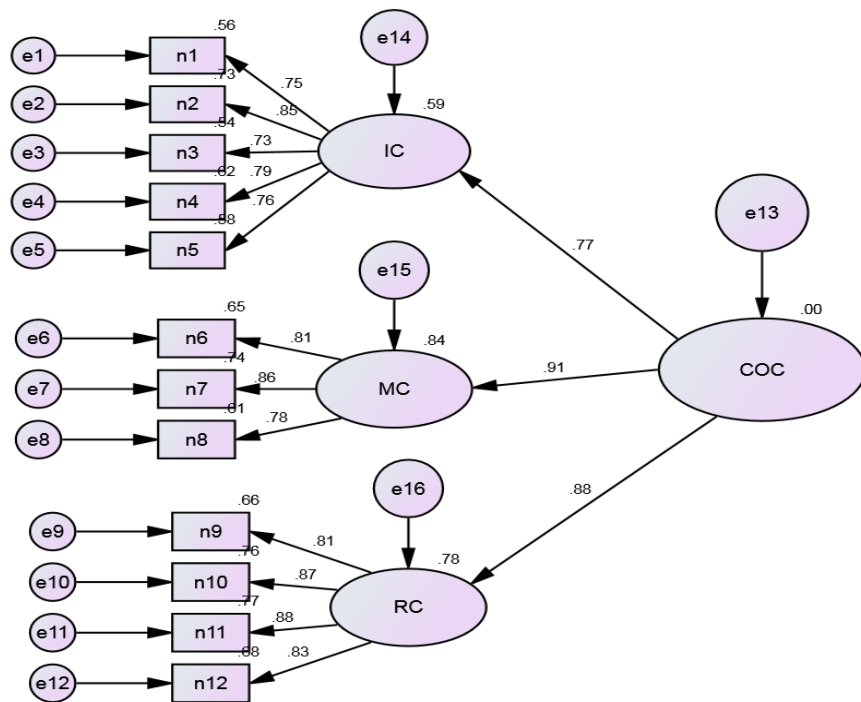 .56
e14
e1 n1
.73
.75
e2 n2 .59
.54 .85
e3 n3 .73 IC
.62 .79
e4 n4 .76
.58
e5 n5
e13
.77
e15
.65 .00
e6 n6 .81 .84
.74
e7 n7 .86 MC .91 COC
.61 .78
e8 n8
e16
.88
.66
e9 n9 .81 .78
.76
e10 n10 .87
.77 RC
e11 n11 .88
.68 .83
e12 n12